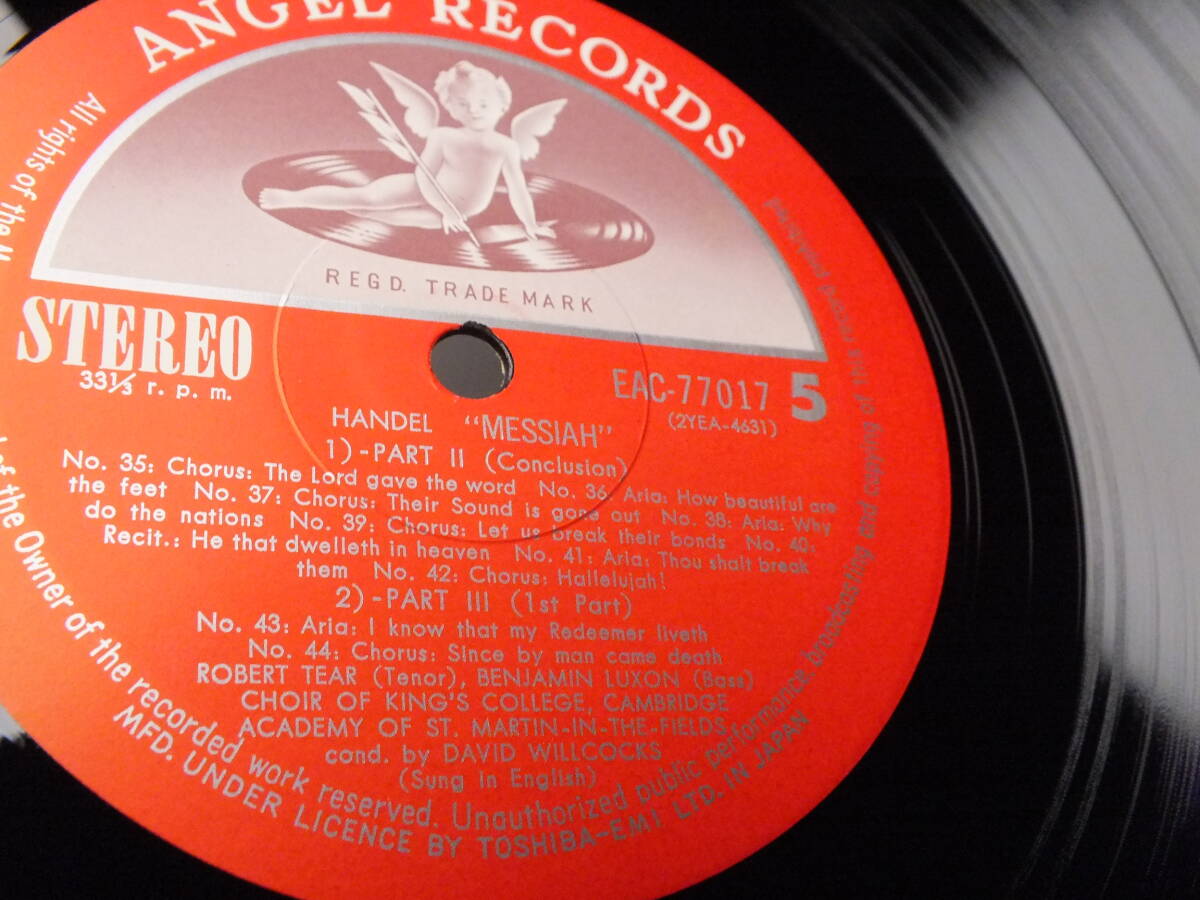 ANGEL RECORDS
REGD. TRADE MARK
STEREO
33⅓ r. p. m.
EAC-77017 5
(2YEA-4631)
HANDEL "MESSIAH"
1)-PART II (Conclusion)
No. 35: Chorus: The Lord gave the word No. 36: Aria: How beautiful are
the feet No. 37: Chorus: Their Sound is gone out No. 38: Aria: Why
do the nations No. 39: Chorus: Let us break their bonds No. 40:
Recit.: He that dwelleth in heaven No. 41: Aria: Thou shalt break
them No. 42: Chorus: Hallelujah!
2)-PART III (1st Part)
No. 43: Aria: I know that my Redeemer liveth
No. 44: Chorus: Since by man came death
ROBERT TEAR (Tenor), BENJAMIN LUXON (Bass)
CHOIR OF KING'S COLLEGE, CAMBRIDGE
ACADEMY OF ST. MARTIN-IN-THE-FIELDS
cond. by DAVID WILLCOCKS
(Sung in English)
All rights of the
of the Owner of the recorded work reserved. Unauthorized public performance, broadcasting and copying of this record prohibited
MFD. UNDER LICENCE BY TOSHIBA-EMI LTD. IN JAPAN